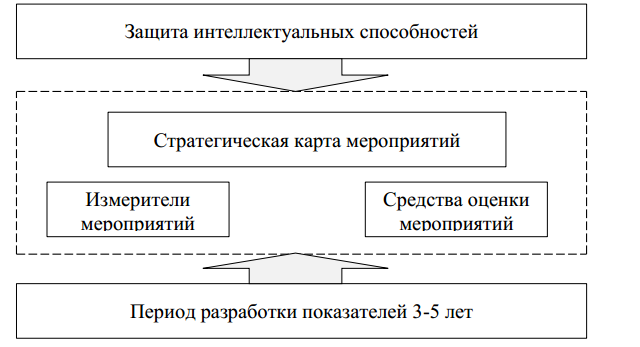 Защита интеллектуальных способностей
Стратегическая карта мероприятий
Измерители
мероприятий
Средства оценки
мероприятий
Период разработки показателей 3-5 лет